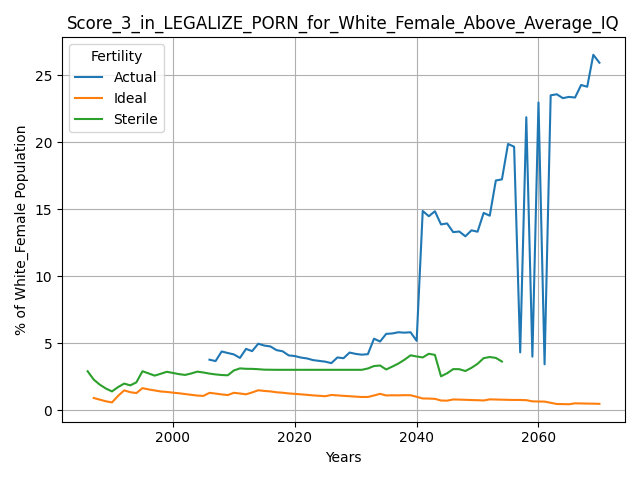 Score_3_in_LEGALIZE_PORN_for_White_Female_Above_Average_IQ
Fertility
Actual
Ideal
Sterile
% of White_Female Population
25
20
15
10
5
0
2000 2020 2040 2060
Years